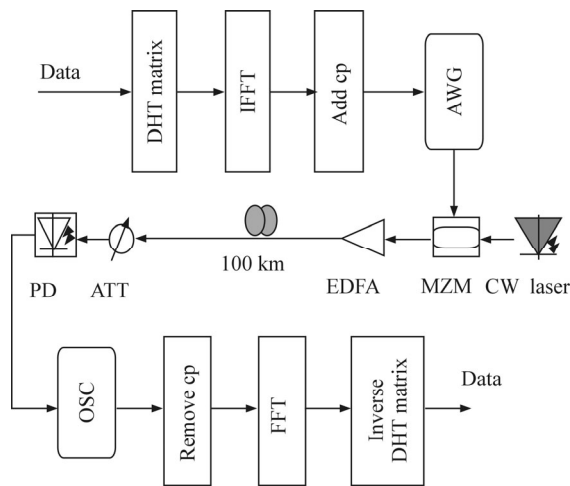 Data
DHT matrix
IFFT
Add cp
AWG
100 km
PD
ATT
EDFA
MZM
CW laser
OSC
Remove cp
FFT
Inverse
DHT matrix
Data